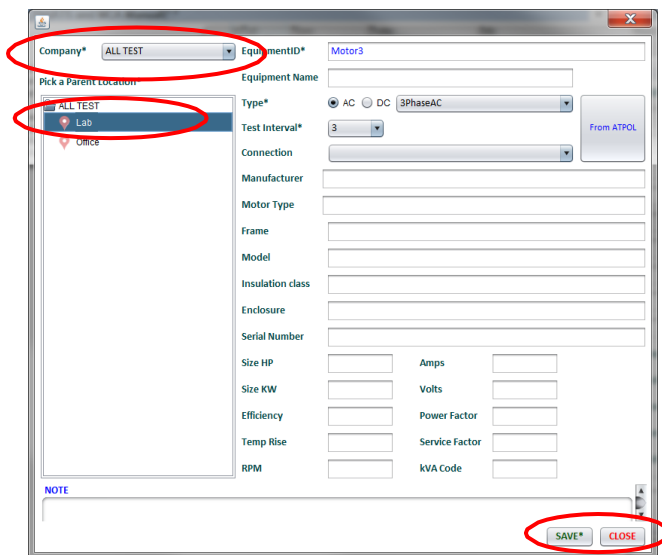 Company* ALL TEST
Pick a Parent Location
ALL TEST
Lab
Office
EquipmentID* Motor3
Equipment Name
Type* AC DC 3PhaseAC
Test Interval* 3
From ATPOL
Connection
Manufacturer
Motor Type
Frame
Model
Insulation class
Enclosure
Serial Number
Size HP Amps
Size KW Volts
Efficiency Power Factor
Temp Rise Service Factor
RPM kVA Code
NOTE
SAVE* CLOSE